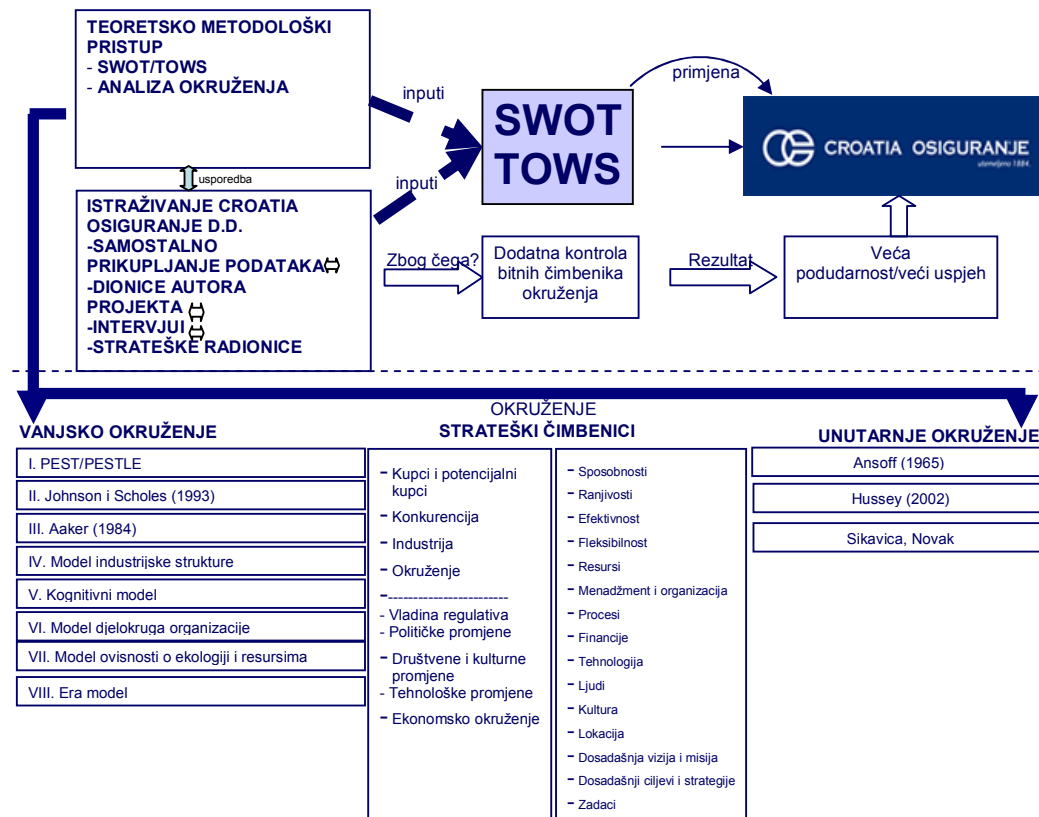 TEORETSKO METODOLOŠKI
PRISTUP
- SWOT/TOWS
- ANALIZA OKRUŽENJA
usporedba
ISTRAŽIVANJE CROATIA
OSIGURANJE D.D.
-SAMOSTALNO
PRIKUPLJANJE PODATAKA
-DIONICE AUTORA
PROJEKTA
-INTERVJUI
-STRATEŠKE RADIONICE
inputi
inputi
SWOT
TOWS
primjena
CROATIA OSIGURANJE
utemeljeno 1884.
Zbog čega?
Dodatna kontrola
bitnih čimbenika
okruženja
Rezultat
Veća
podudarnost/veći uspjeh
OKRUŽENJE
VANJSKO OKRUŽENJE
I. PEST/PESTLE
II. Johnson i Scholes (1993)
III. Aaker (1984)
IV. Model industrijske strukture
V. Kognitivni model
VI. Model djelokruga organizacije
VII. Model ovisnosti o ekologiji i resursima
VIII. Era model
STRATEŠKI ČIMBENICI
- Kupci i potencijalni
kupci
- Konkurencija
- Industrija
- Okruženje
-------------------------
- Vladina regulativa
- Političke promjene
- Društvene i kulturne
promjene
- Tehnološke promjene
- Ekonomsko okruženje
- Sposobnosti
- Ranjivosti
- Efektivnost
- Fleksibilnost
- Resursi
- Menadžment i organizacija
- Procesi
- Financije
- Tehnologija
- Ljudi
- Kultura
- Lokacija
- Dosadašnja vizija i misija
- Dosadašnji ciljevi i strategije
- Zadaci
UNUTARNJE OKRUŽENJE
Ansoff (1965)
Hussey (2002)
Sikavica, Novak